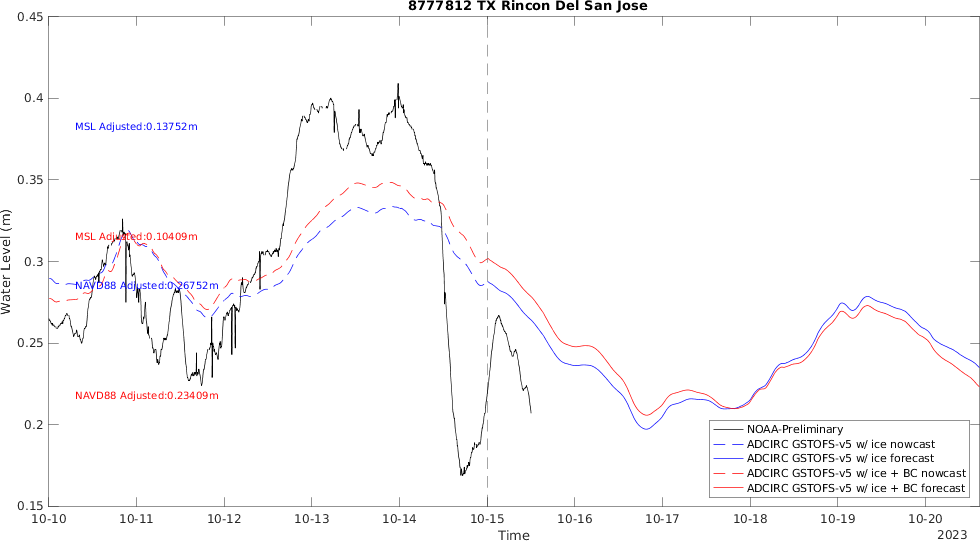 8777812 TX Rincon Del San Jose
0.45
0.4
0.35
0.3
0.25
0.2
0.15
Water Level (m)
MSL Adjusted:0.13752m
MSL Adjusted:0.10409m
NAVD88 Adjusted:0.26752m
NAVD88 Adjusted:0.23409m
NOAA-Preliminary
ADCIRC GSTOFS-v5 w/ ice nowcast
ADCIRC GSTOFS-v5 w/ ice forecast
ADCIRC GSTOFS-v5 w/ ice + BC nowcast
ADCIRC GSTOFS-v5 w/ ice + BC forecast
10-10 10-11 10-12 10-13 10-14 10-15 10-16 10-17 10-18 10-19 10-20
Time
2023